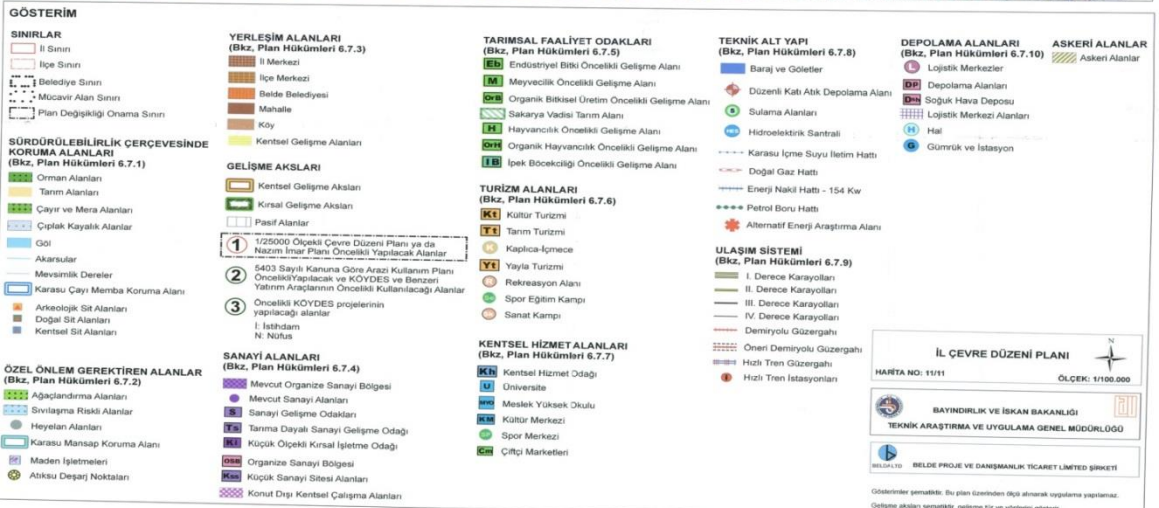 GÖSTERİM
SINIRLAR
İl Sınırı
İlçe Sınırı
Belediye Sınırı
Mücavir Alan Sınırı
Plan Değişikliği Onama Sınırı
SÜRDÜRÜLEBİLİRLİK ÇERÇEVESİNDE
KORUMA ALANLARI
(Bkz, Plan Hükümleri 6.7.1)
Orman Alanları
Tarım Alanları
Çayır ve Mera Alanları
Çıplak Kayalık Alanlar
Göl
Akarsular
Mevsimlik Dereler
Karasu Çayı Memba Koruma Alanı
Arkeolojik Sit Alanları
Doğal Sit Alanları
Kentsel Sit Alanları
ÖZEL ÖNLEM GEREKTİREN ALANLAR
(Bkz, Plan Hükümleri 6.7.2)
Ağaçlandırma Alanları
Sıvılaşma Riskli Alanlar
Heyelan Alanları
Karasu Mansap Koruma Alanı
Maden İşletmeleri
Atıksu Deşarj Noktaları
YERLEŞİM ALANLARI
(Bkz, Plan Hükümleri 6.7.3)
İl Merkezi
İlçe Merkezi
Belde Belediyesi
Mahalle
Köy
Kentsel Gelişme Alanları
GELİŞME AKSLARI
Kentsel Gelişme Aksları
Kırsal Gelişme Aksları
Pasif Alanlar
1 1/25000 Ölçekli Çevre Düzeni Planı ya da
Nazım İmar Planı Öncelikli Yapılacak Alanlar
2 5403 Sayılı Kanuna Göre Arazi Kullanım Planı
ÖncelikliYapılacak ve KÖYDES ve Benzeri
Yatırım Araçlarının Öncelikli Kullanılacağı Alanlar
3 Öncelikli KÖYDES projelerinin
yapılacağı alanlar
İ: İstihdam
N: Nüfus
SANAYİ ALANLARI
(Bkz, Plan Hükümleri 6.7.4)
Mevcut Organize Sanayi Bölgesi
Mevcut Sanayi Alanları
S Sanayi Gelişme Odakları
Ts Tarıma Dayalı Sanayi Gelişme Odağı
Ki Küçük Ölçekli Kırsal İşletme Odağı
OSB Organize Sanayi Bölgesi
Kss Küçük Sanayi Sitesi Alanları
Konut Dışı Kentsel Çalışma Alanları
TARIMSAL FAALİYET ODAKLARI
(Bkz, Plan Hükümleri 6.7.5)
Eb Endüstriyel Bitki Öncelikli Gelişme Alanı
M Meyvecilik Öncelikli Gelişme Alanı
OrB Organik Bitkisel Üretim Öncelikli Gelişme Alanı
Sakarya Vadisi Tarım Alanı
H Hayvancılık Öncelikli Gelişme Alanı
OrH Organik Hayvancılık Öncelikli Gelişme Alanı
İB İpek Böcekciliği Öncelikli Gelişme Alanı
TURİZM ALANLARI
(Bkz, Plan Hükümleri 6.7.6)
Kt Kültür Turizmi
Tt Tarım Turizmi
K Kaplıca-İçmece
Yt Yayla Turizmi
Rekreasyon Alanı
Spor Eğitim Kampı
Sanat Kampı
KENTSEL HİZMET ALANLARI
(Bkz, Plan Hükümleri 6.7.7)
Kh Kentsel Hizmet Odağı
U Üniversite
MYO Meslek Yüksek Okulu
KM Kültür Merkezi
SP Spor Merkezi
Cm Çiftçi Marketleri
TEKNİK ALT YAPI
(Bkz, Plan Hükümleri 6.7.8)
Baraj ve Göletler
Düzenli Katı Atık Depolama Alanı
S Sulama Alanları
HES Hidroelektirik Santrali
Karasu İçme Suyu İletim Hattı
Doğal Gaz Hattı
Enerji Nakil Hattı - 154 Kw
Petrol Boru Hattı
Alternatif Enerji Araştırma Alanı
ULAŞIM SİSTEMİ
(Bkz, Plan Hükümleri 6.7.9)
I. Derece Karayolları
II. Derece Karayolları
III. Derece Karayolları
IV. Derece Karayolları
Demiryolu Güzergahı
Öneri Demiryolu Güzergahı
Hızlı Tren Güzergahı
Hızlı Tren İstasyonları
DEPOLAMA ALANLARI
(Bkz, Plan Hükümleri 6.7.10)
L Lojistik Merkezler
DP Depolama Alanları
Dsh Soğuk Hava Deposu
Lojistik Merkezi Alanları
H Hal
G Gümrük ve İstasyon
ASKERİ ALANLAR
Askeri Alanlar
İL ÇEVRE DÜZENİ PLANI
N
HARİTA NO: 11/11
ÖLÇEK: 1/100.000
BAYINDIRLIK VE İSKAN BAKANLIĞI
TEKNİK ARAŞTIRMA VE UYGULAMA GENEL MÜDÜRLÜĞÜ
BELDA LTD BELDE PROJE VE DANIŞMANLIK TİCARET LİMİTED ŞİRKETİ
Gösterimler şematiktir. Bu plan üzerinden ölçü alınarak uygulama yapılamaz.
Gelişme aksları şematiktir, gelişme tür ve yönlerini gösterir.